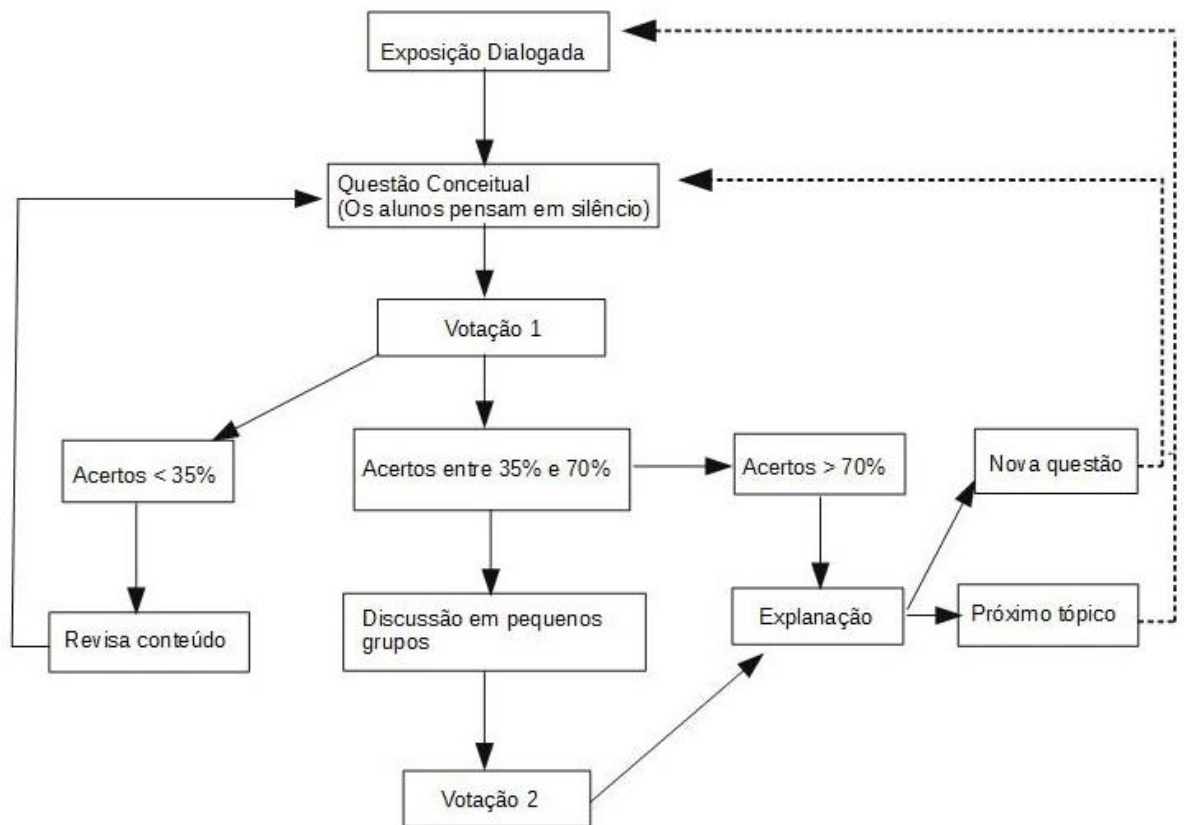 Exposição Dialogada
Questão Conceitual
(Os alunos pensam em silêncio)
Votação 1
Acertos < 35%
Acertos entre 35% e 70%
Acertos > 70%
Nova questão
Revisa conteúdo
Discussão em pequenos
grupos
Explanação
Próximo tópico
Votação 2